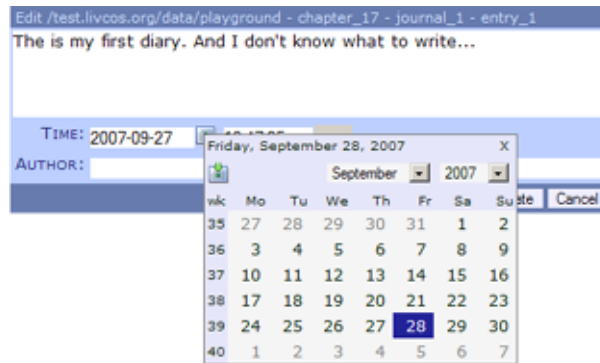 Edit /test.livcos.org/data/playground - chapter_17 - journal_1 - entry_1
The is my first diary. And I don't know what to write...
TIME: 2007-09-27
Friday, September 28, 2007 X
AUTHOR:
September 2007
Cancel
wk Mo Tu We Th Fr Sa Su
35 27 28 29 30 31 1 2
36 3 4 5 6 7 8 9
37 10 11 12 13 14 15 16
38 17 18 19 20 21 22 23
39 24 25 26 27 28 29 30
40 1 2 3 4 5 6 7